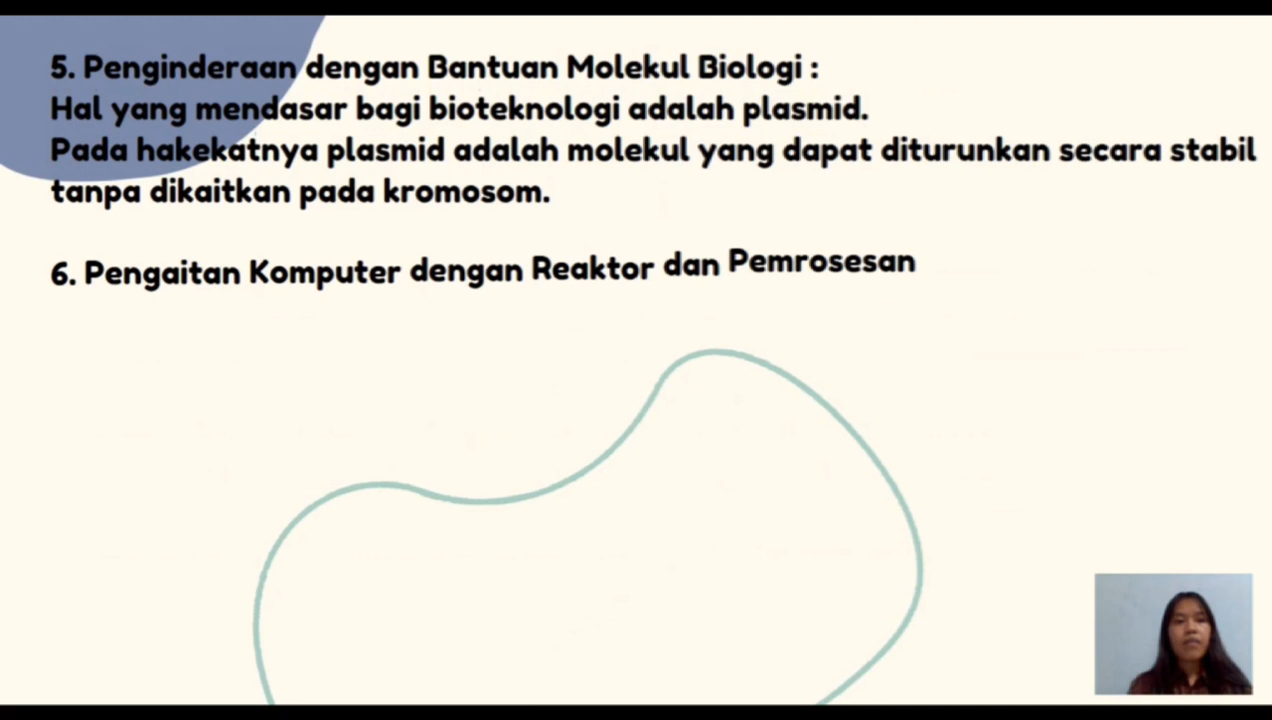 5. Penginderaan dengan Bantuan Molekul Biologi :
Hal yang mendasar bagi bioteknologi adalah plasmid.
Pada hakekatnya plasmid adalah molekul yang dapat diturunkan secara stabil
tanpa dikaitkan pada kromosom.
6. Pengaitan Komputer dengan Reaktor dan Pemrosesan